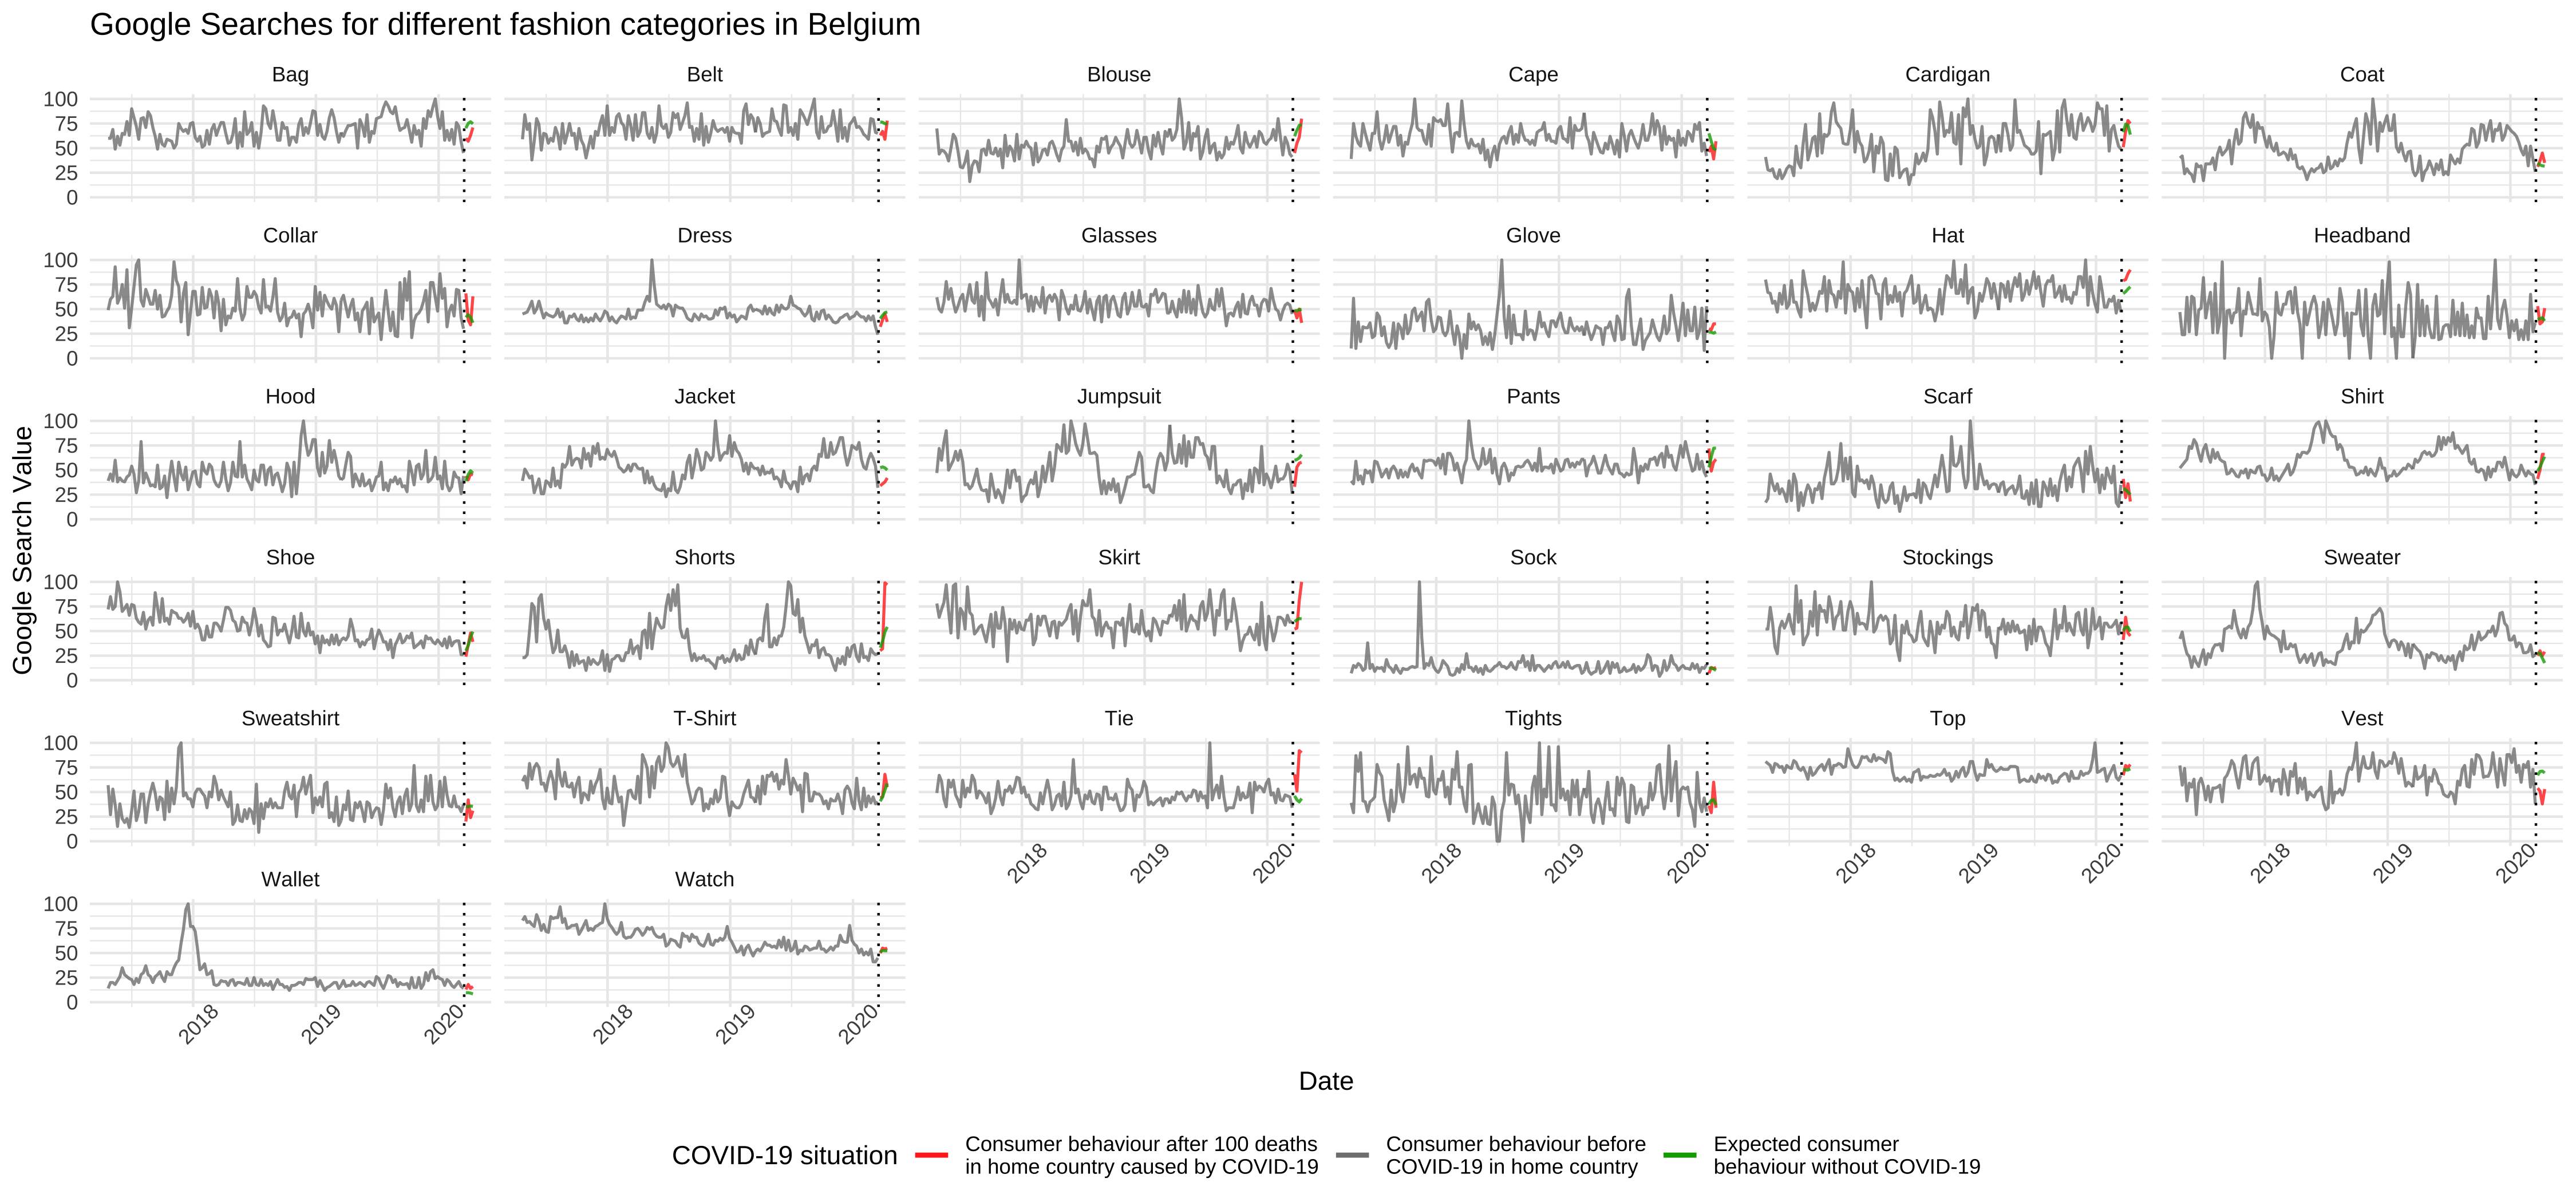 Google Searches for different fashion categories in Belgium
Bag Belt Blouse Cape Cardigan Coat
100
75
50
25
0
Collar Dress Glasses Glove Hat Headband
100
75
50
25
0
Hood Jacket Jumpsuit Pants Scarf Shirt
100
75
50
25
0
Google Search Value
Shoe Shorts Skirt Sock Stockings Sweater
100
75
50
25
0
Sweatshirt T-Shirt Tie Tights Top Vest
100
75
50
25
0
2018 2019 2020 2018 2019 2020 2018 2019 2020 2018 2019 2020
Wallet Watch
100
75
50
25
0
2018 2019 2020 2018 2019 2020
Date
COVID-19 situation
Consumer behaviour after 100 deaths
in home country caused by COVID-19
Consumer behaviour before
COVID-19 in home country
Expected consumer
behaviour without COVID-19